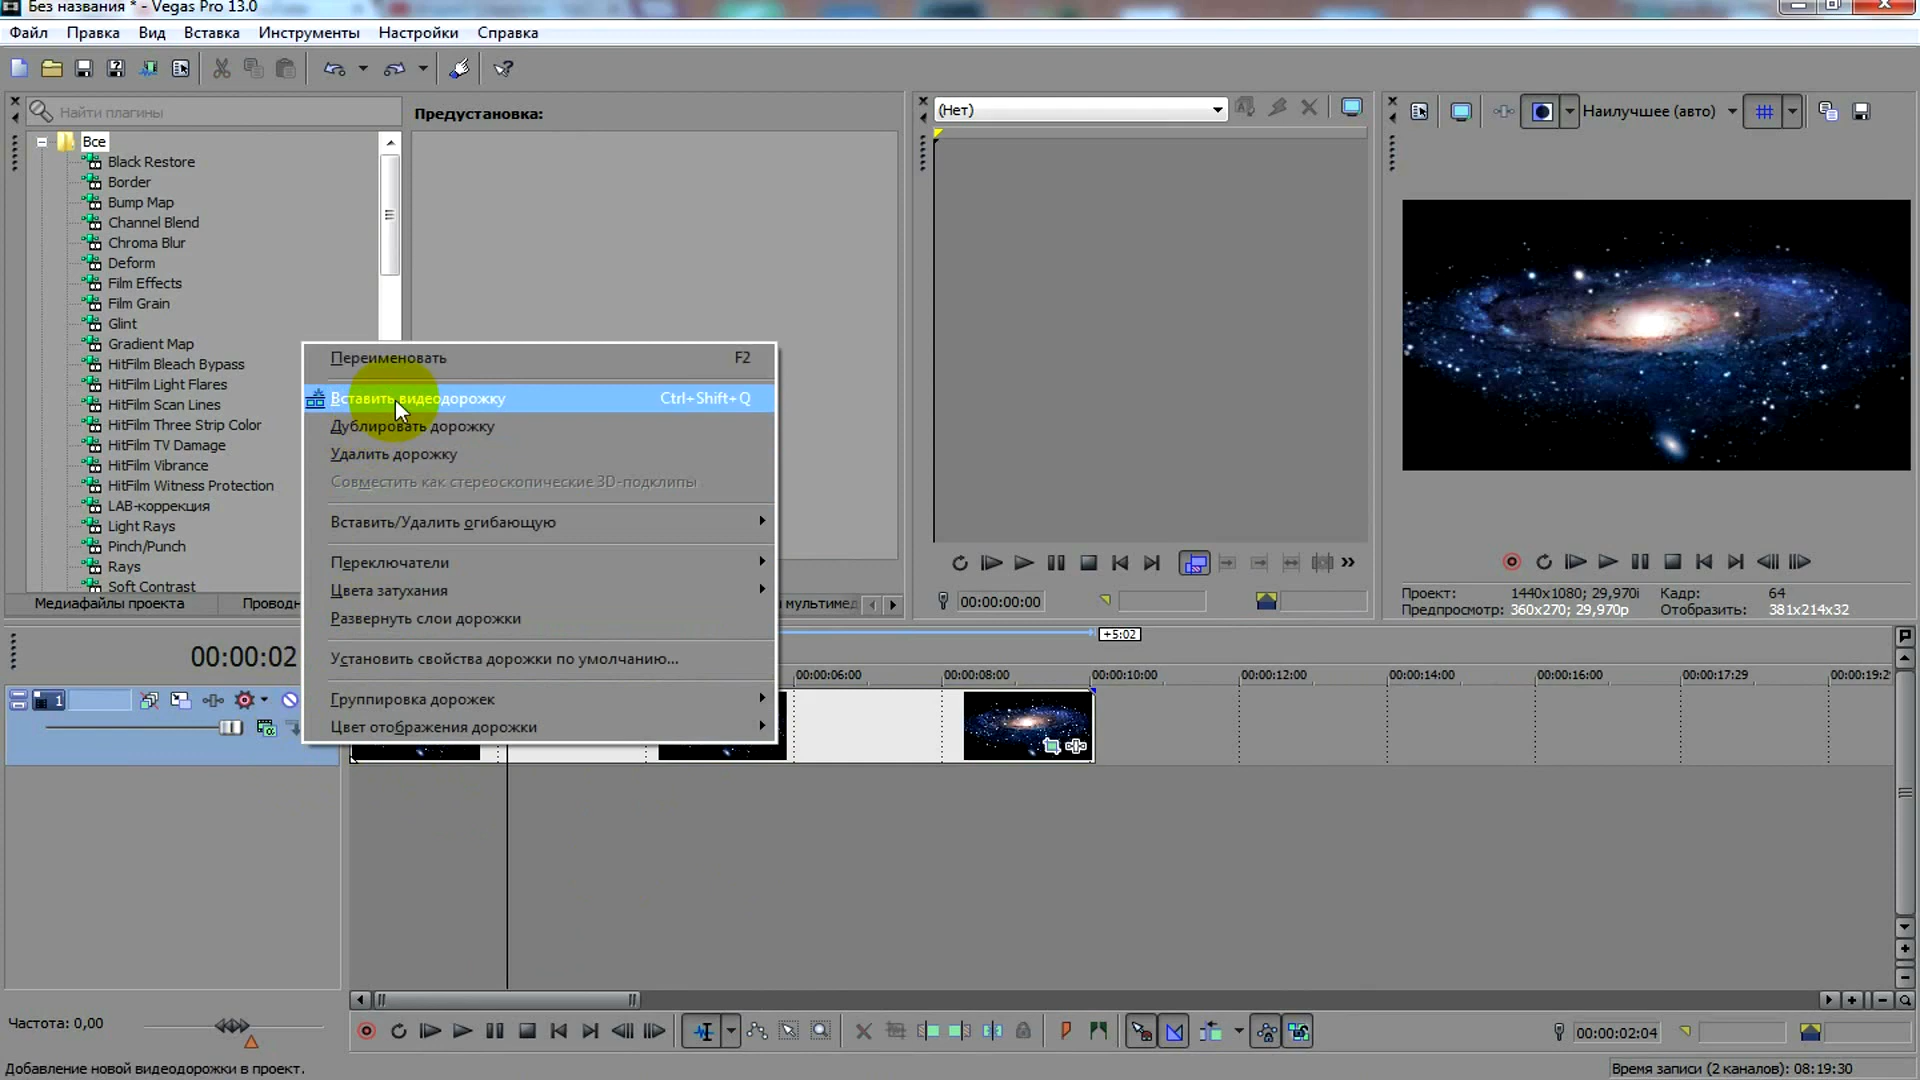 Без названия * - Vegas Pro 13.0
Файл Правка Вид Вставка Инструменты Настройки Справка
Найти плагины
Предустановка:
(Нет)
Наилучшее (авто)
Все
Black Restore
Border
Bump Map
Channel Blend
Chroma Blur
Deform
Film Effects
Film Grain
Glint
Gradient Map
HitFilm Bleach Bypass
HitFilm Light Flares
HitFilm Scan Lines
HitFilm Three Strip Color
HitFilm TV Damage
HitFilm Vibrance
HitFilm Witness Protection
LAB-коррекция
Light Rays
Pinch/Punch
Rays
Soft Contrast
Переименовать F2
Вставить видеодорожку Ctrl+Shift+Q
Дублировать дорожку
Удалить дорожку
Совместить как стереоскопические 3D-подклипы
Вставить/Удалить огибающую
Переключатели
Цвета затухания
Развернуть слои дорожки
Установить свойства дорожки по умолчанию...
Группировка дорожек
Цвет отображения дорожки
Медиафайлы проекта Проводн мультимед
00:00:00:00
Проект: 1440x1080; 29,970i Кадр: 64
Предпросмотр: 360x270; 29,970p Отобразить: 381x214x32
+5:02
00:00:02
00:00:06:00 00:00:08:00 00:00:10:00 00:00:12:00 00:00:14:00 00:00:16:00 00:00:17:29 00:00:19:2
1
Частота: 0,00
00:00:02:04
Добавление новой видеодорожки в проект.
Время записи (2 каналов): 08:19:30